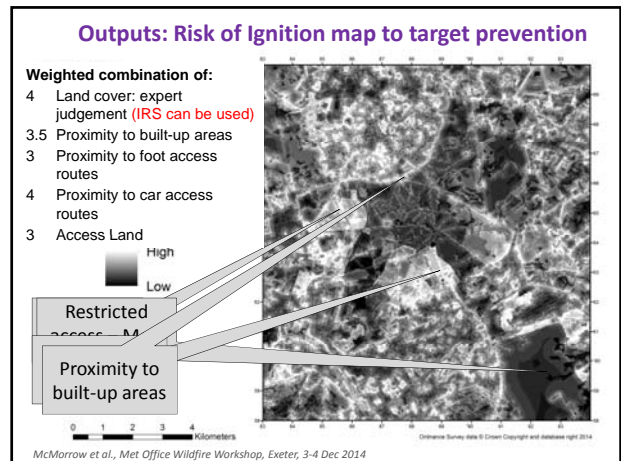 Outputs: Risk of Ignition map to target prevention
Weighted combination of:
4 Land cover: expert
judgement (IRS can be used)
3.5 Proximity to built-up areas
3 Proximity to foot access
routes
4 Proximity to car access
routes
3 Access Land
High
Low
Restricted
access
Proximity to
built-up areas
0 1 2 3 4
Kilometers
Ordnance Survey data © Crown Copyright and database right 2014
McMorrow et al., Met Office Wildfire Workshop, Exeter, 3-4 Dec 2014